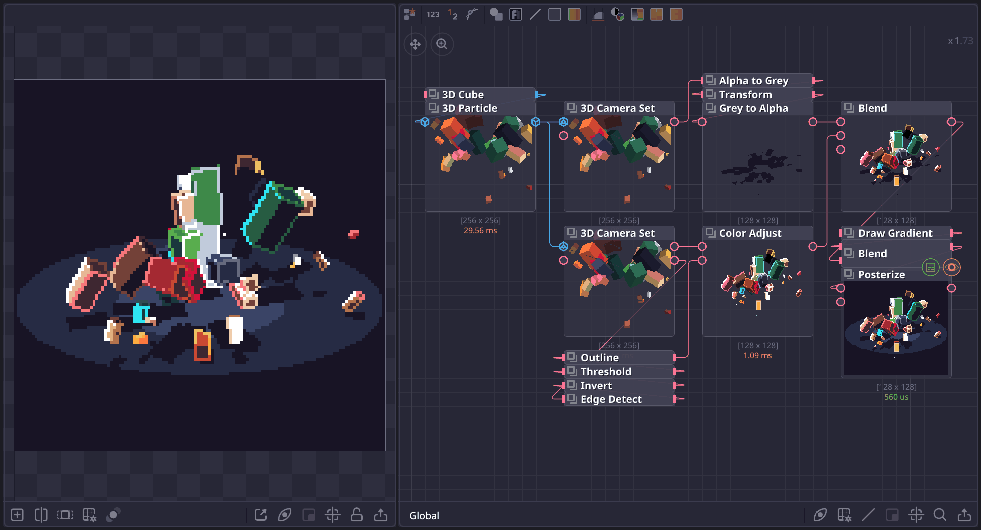 123
1 2
x1.73
3D Cube
3D Particle
[256 x 256]
29.56 ms
3D Camera Set
[256 x 256]
Alpha to Grey
Transform
Grey to Alpha
[128 x 128]
Blend
[128 x 128]
3D Camera Set
[256 x 256]
Color Adjust
[128 x 128]
1.09 ms
Draw Gradient
Blend
Posterize
[128 x 128]
560 us
Outline
Threshold
Invert
Edge Detect
Global